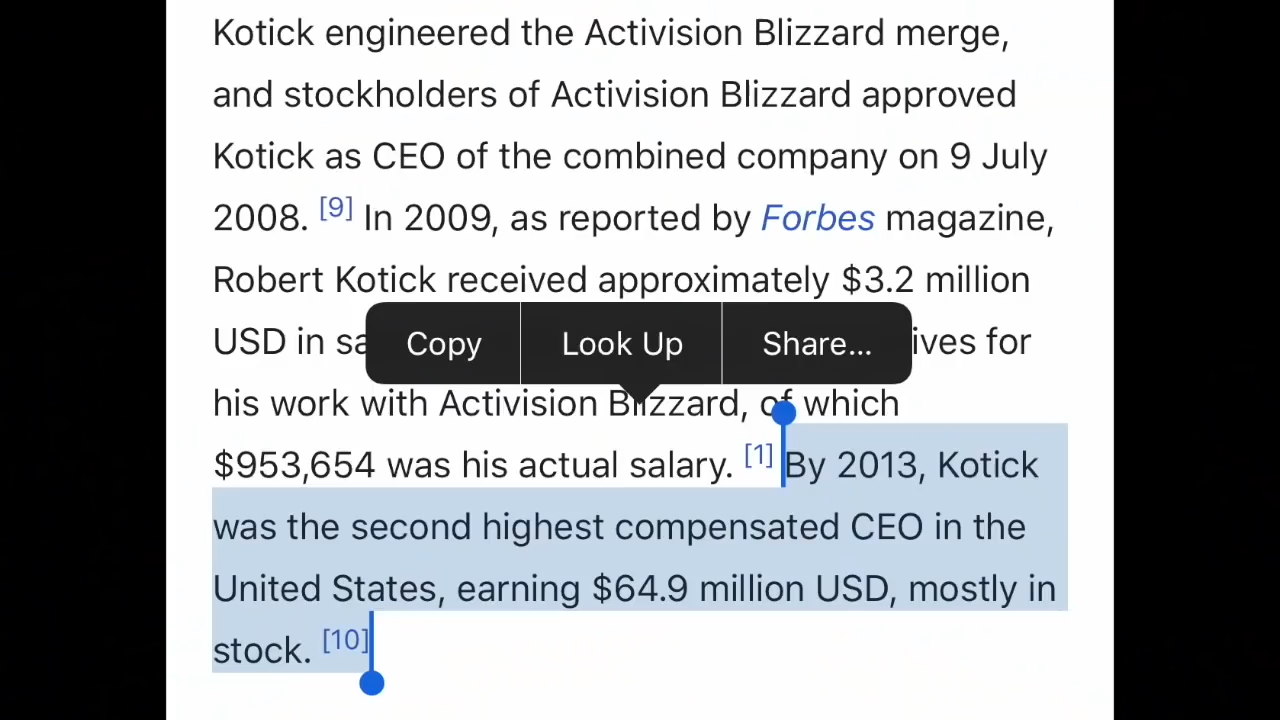 Kotick engineered the Activision Blizzard merge,
and stockholders of Activision Blizzard approved
Kotick as CEO of the combined company on 9 July
2008. [9] In 2009, as reported by Forbes magazine,
Robert Kotick received approximately $3.2 million
USD in sa
Copy Look Up Share...
ives for
his work with Activision Blizzard, of which
$953,654 was his actual salary. [1] By 2013, Kotick
was the second highest compensated CEO in the
United States, earning $64.9 million USD, mostly in
stock. [10]